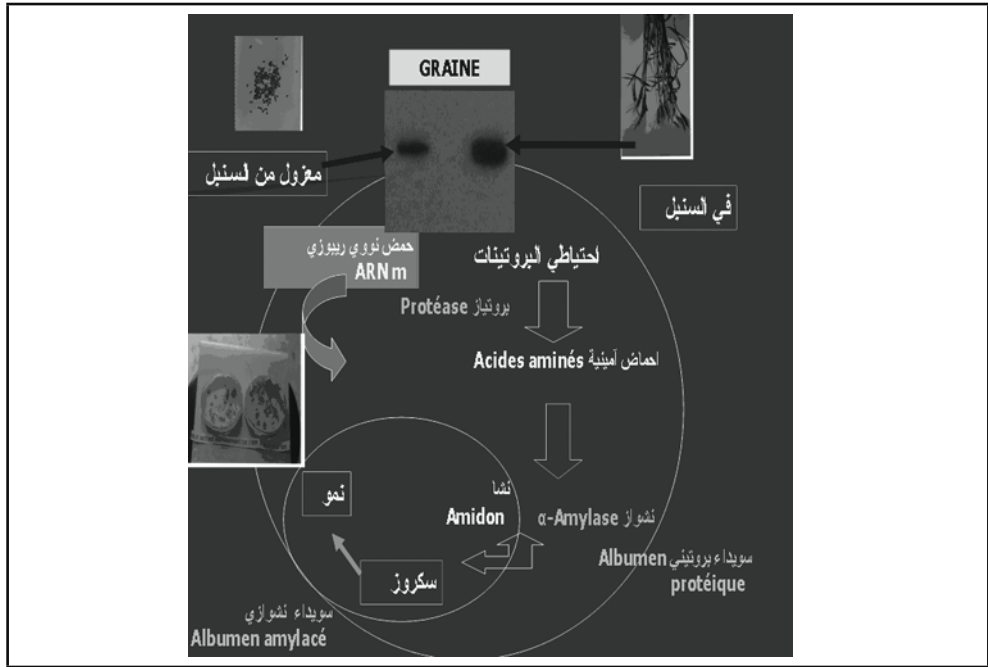 GRAINE
معزول من السنبل
في السنبل
حمض نووي ريبوزي
ARN m
احتياطي البروتينات
Protéase بروتياز
Acides aminés احماض آمينية
نشا
Amidon
α-Amylase نشواز
نمو
سكروز
Albumen سويداء بروتيني
protéique
سويداء نشوازي
Albumen amylacé